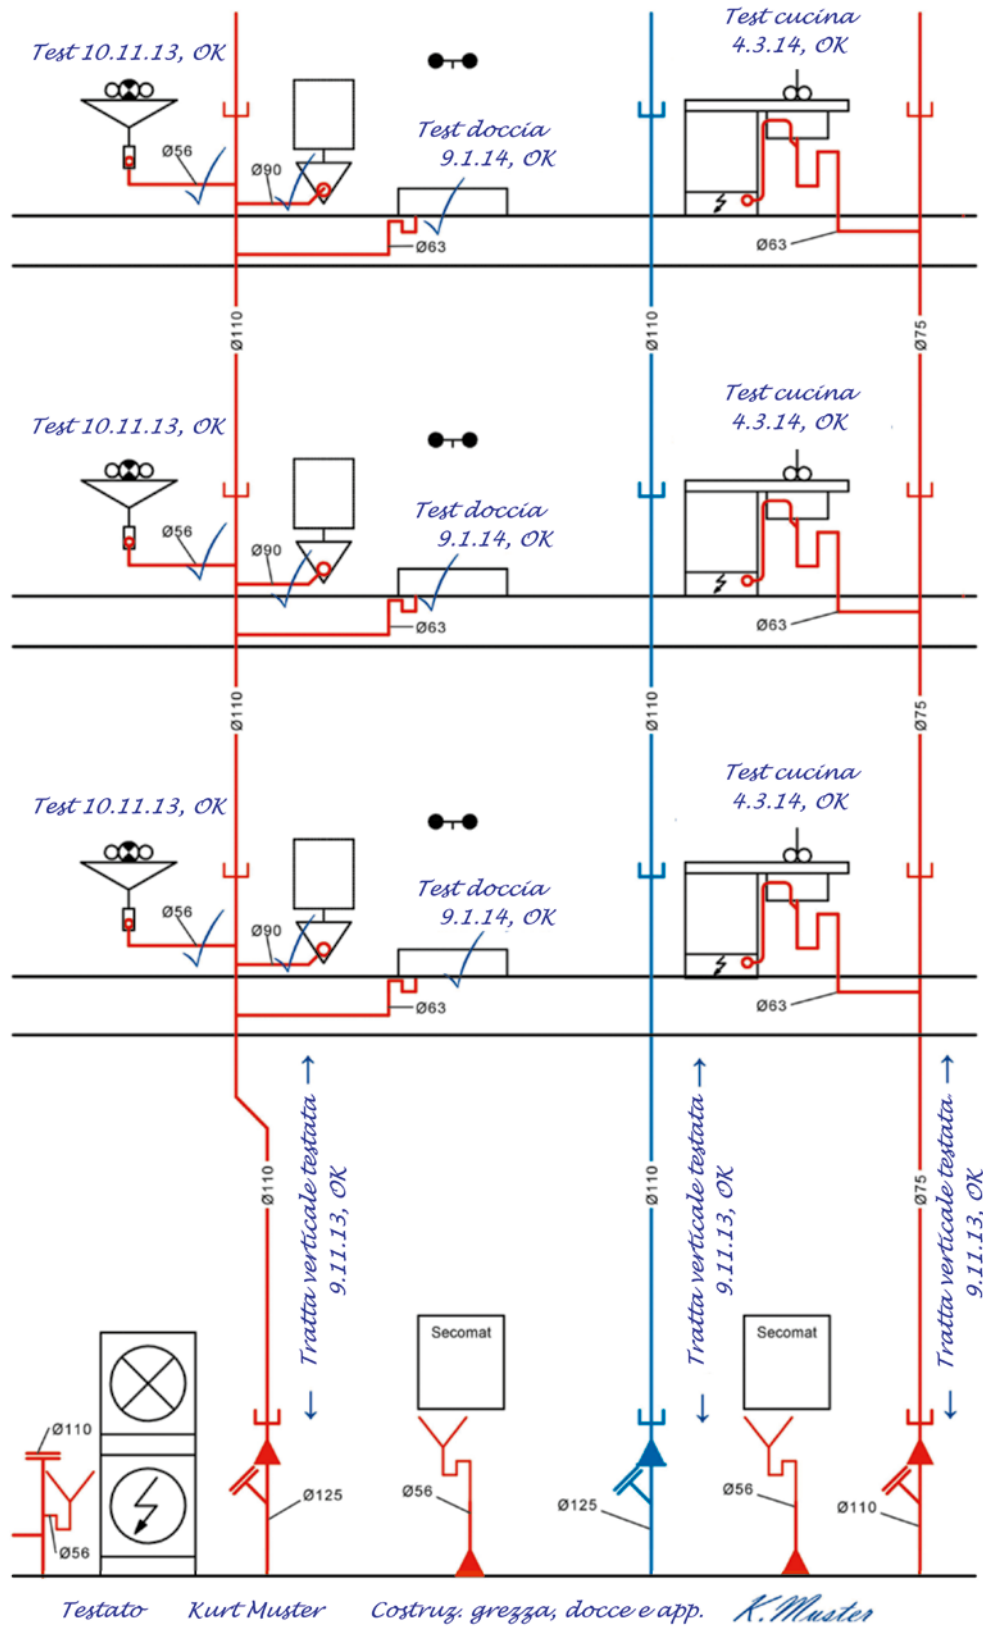 Test 10.11.13, OK
Test cucina
4.3.14, OK
Test doccia
9.1.14, OK
Ø56
Ø90
Ø63
Ø63
Ø110
Ø110
Ø75
Test 10.11.13, OK
Test cucina
4.3.14, OK
Test doccia
9.1.14, OK
Ø56
Ø90
Ø63
Ø63
Ø110
Ø110
Ø75
Test 10.11.13, OK
Test cucina
4.3.14, OK
Test doccia
9.1.14, OK
Ø56
Ø90
Ø63
Ø63
Ø110
Tratta verticale testata
9.11.13, OK
Ø110
Tratta verticale testata
9.11.13, OK
Ø75
Tratta verticale testata
9.11.13, OK
Secomat
Secomat
Ø110
Ø56
Ø125
Ø56
Ø125
Ø56
Ø110
Testato Kurt Muster Costruz. grezza, docce e app. K. Muster